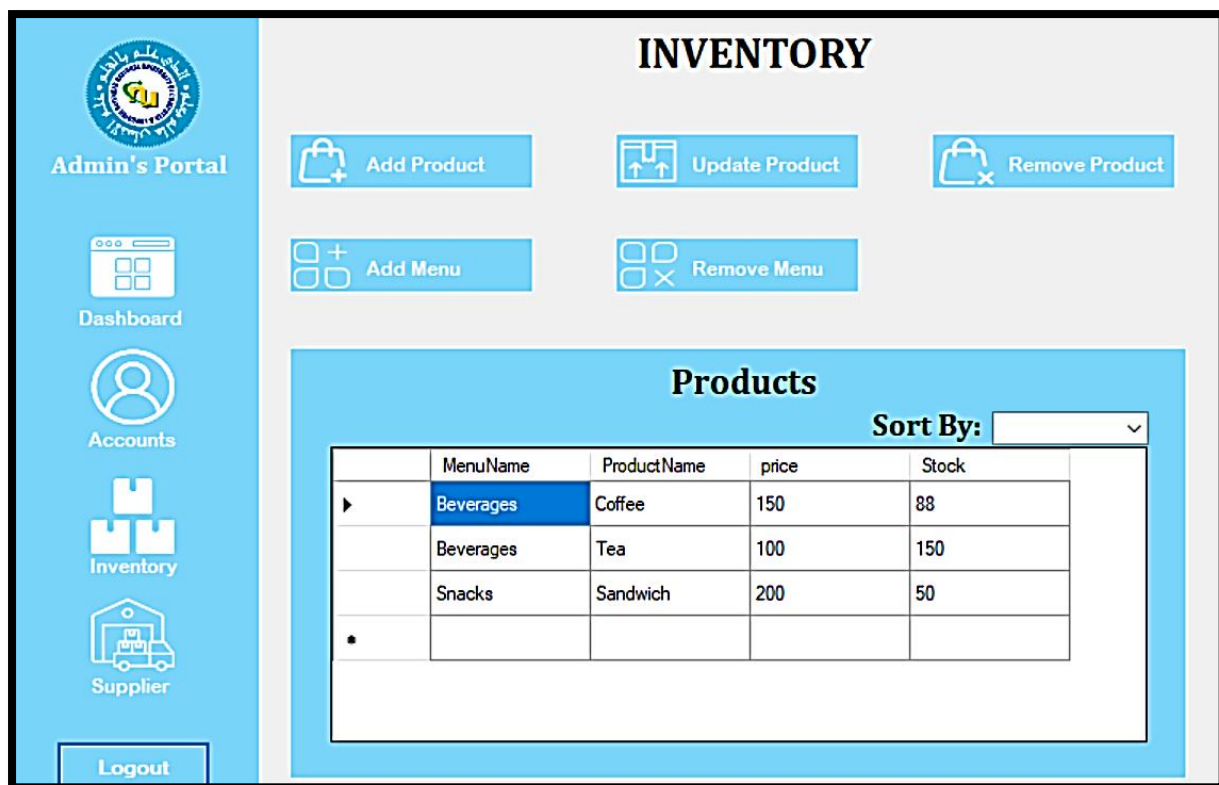 INVENTORY
Admin's Portal
Add Product
Update Product
Remove Product
Add Menu
Remove Menu
Dashboard
Accounts
Inventory
Supplier
Logout
Products
Sort By:
MenuName ProductName price Stock
Beverages Coffee 150 88
Beverages Tea 100 150
Snacks Sandwich 200 50